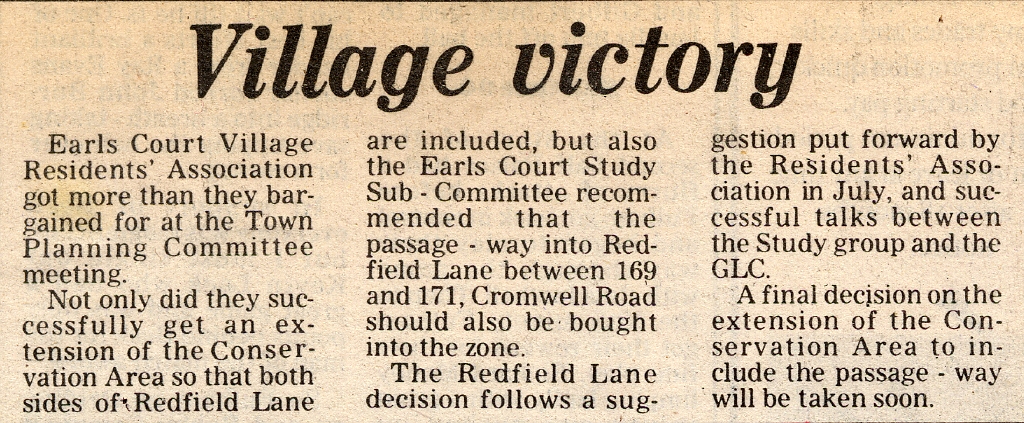 Village victory
Earls Court Village
Residents' Association
got more than they bar-
gained for at the Town
Planning Committee
meeting.
Not only did they suc-
cessfully get an ex-
tension of the Conser-
vation Area so that both
sides of Redfield Lane
are included, but also
the Earls Court Study
Sub - Committee recom-
mended that the
passage - way into Red-
field Lane between 169
and 171, Cromwell Road
should also be bought
into the zone.
The Redfield Lane
decision follows a sug-
gestion put forward by
the Residents' Asso-
ciation in July, and suc-
cessful talks between
the Study group and the
GLC.
A final decision on the
extension of the Con-
servation Area to in-
clude the passage - way
will be taken soon.